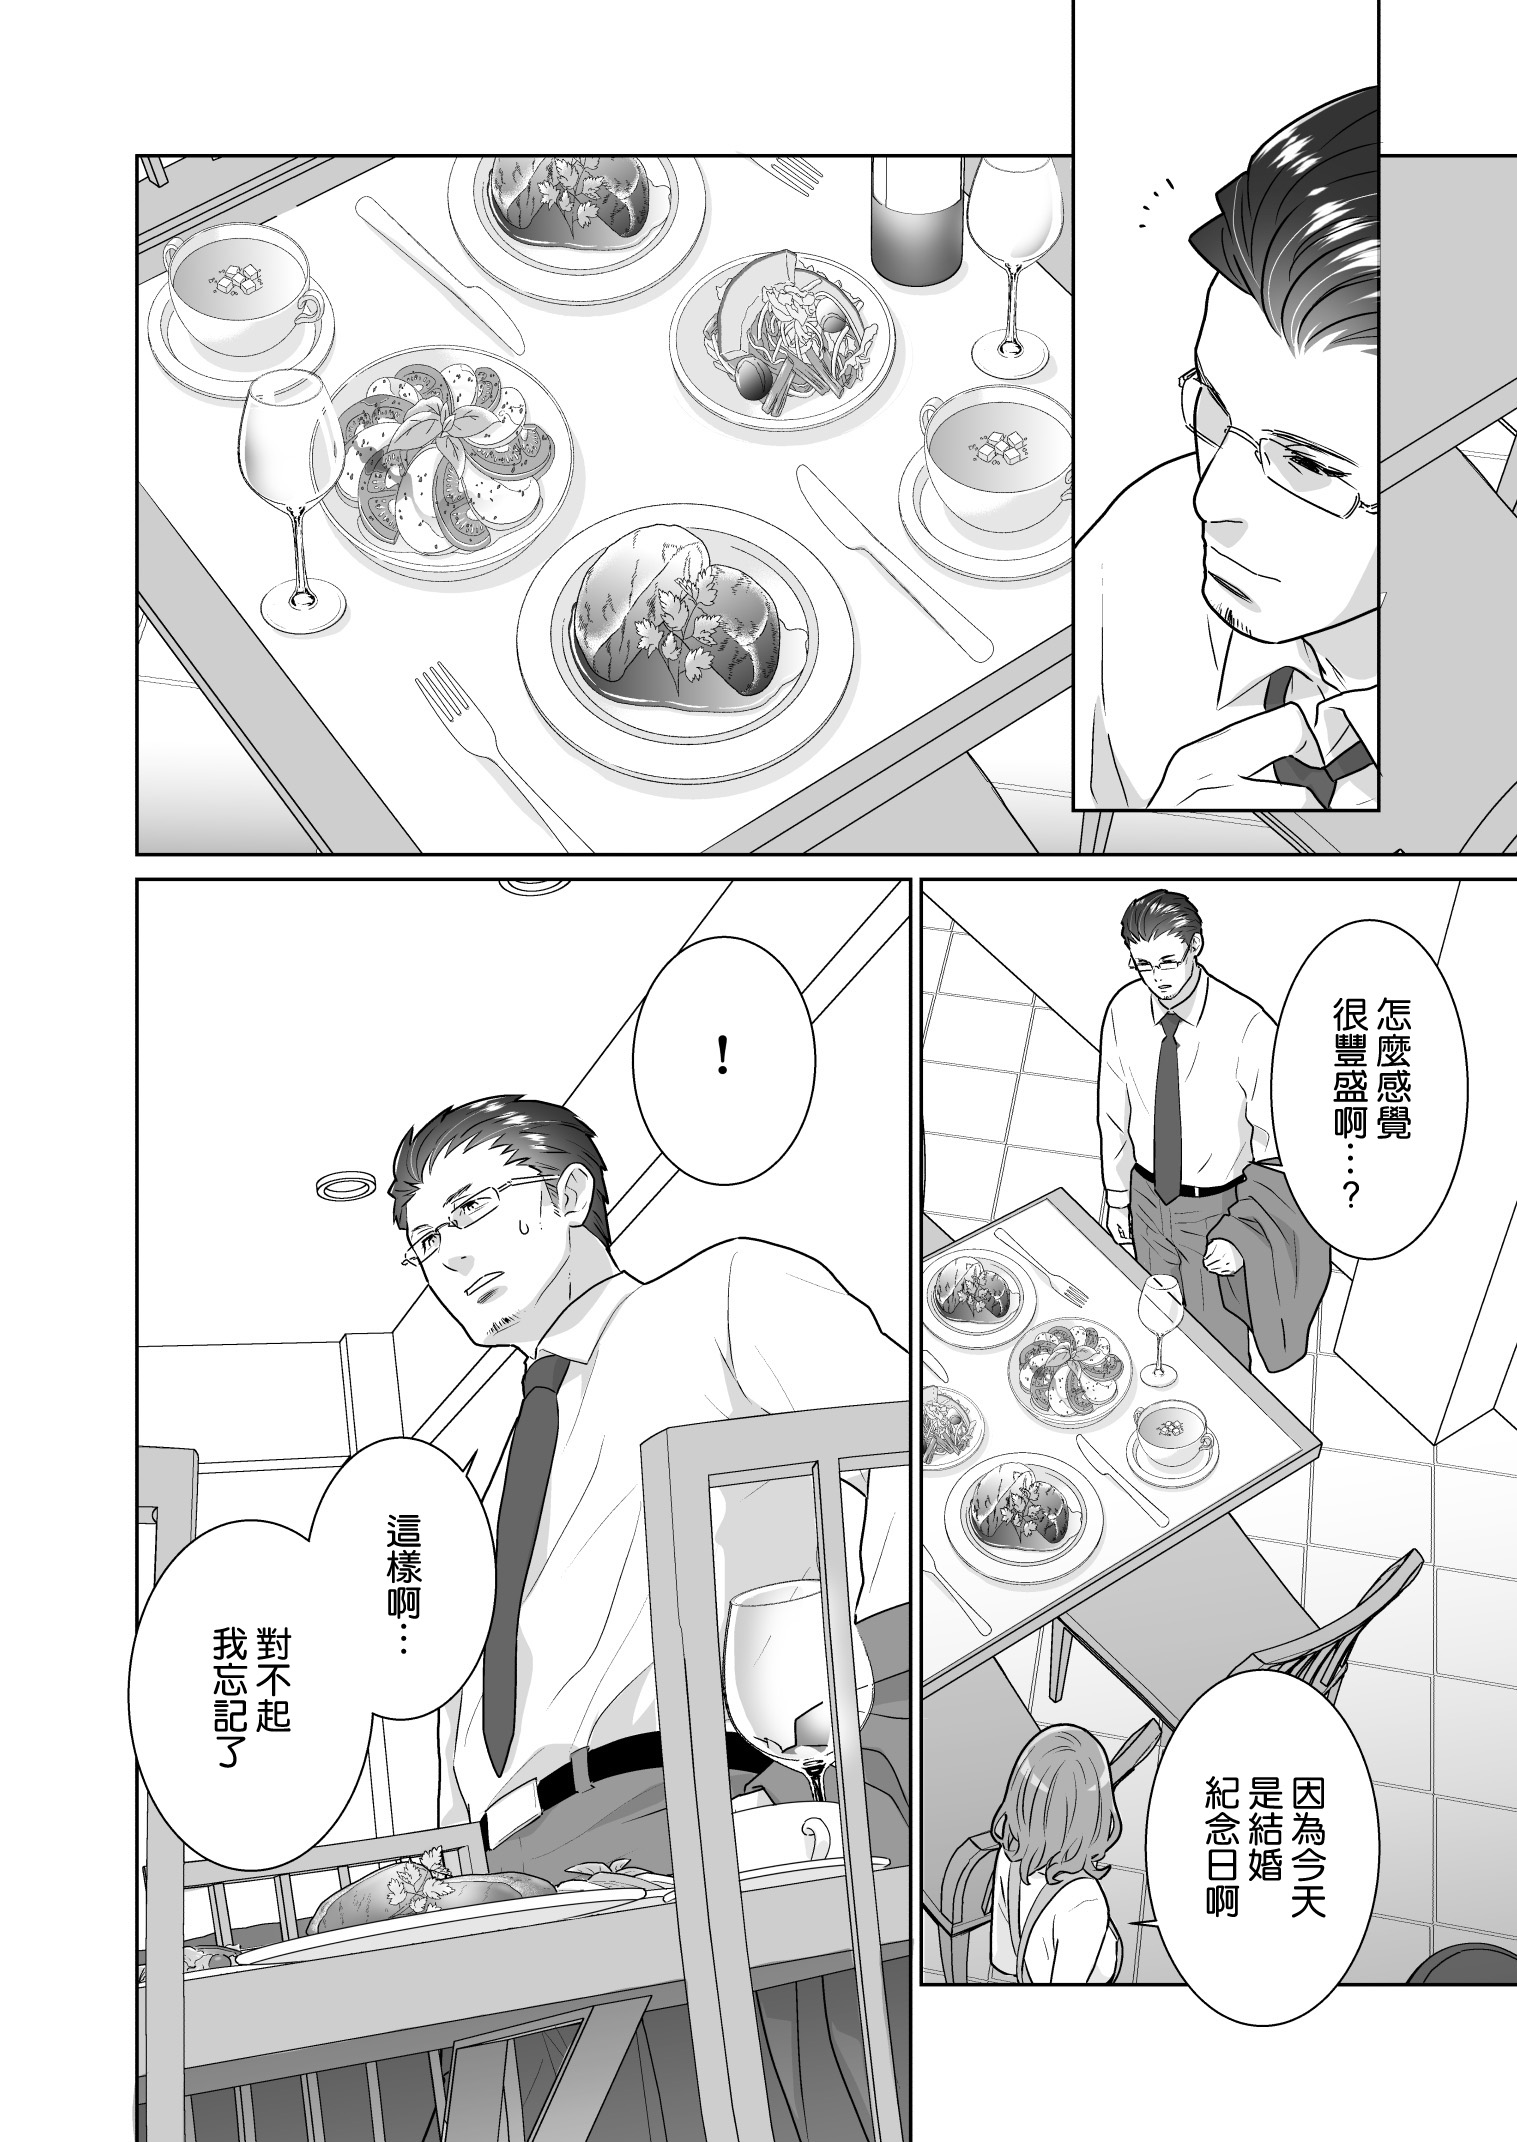 怎麼感覺
很豐盛啊…？
因為今天
是結婚
紀念日啊
！
這樣啊…
對不起
我忘記了